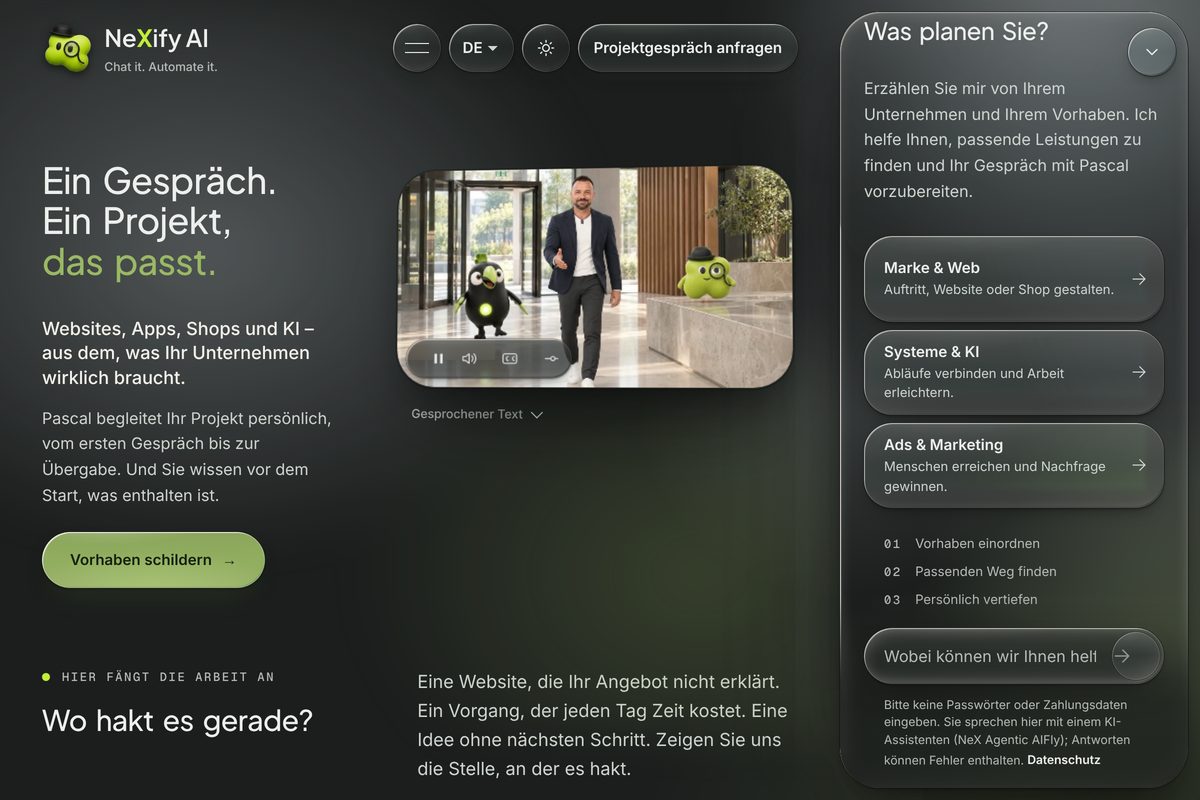 NeXify AI
Chat it. Automate it.
DE
Projektgespräch anfragen
Ein Gespräch.
Ein Projekt,
das passt.
Websites, Apps, Shops und KI –
aus dem, was Ihr Unternehmen
wirklich braucht.
Pascal begleitet Ihr Projekt persönlich,
vom ersten Gespräch bis zur
Übergabe. Und Sie wissen vor dem
Start, was enthalten ist.
Vorhaben schildern →
CC
Gesprochener Text
HIER FÄNGT DIE ARBEIT AN
Wo hakt es gerade?
Eine Website, die Ihr Angebot nicht erklärt.
Ein Vorgang, der jeden Tag Zeit kostet. Eine
Idee ohne nächsten Schritt. Zeigen Sie uns
die Stelle, an der es hakt.
Was planen Sie?
Erzählen Sie mir von Ihrem
Unternehmen und Ihrem Vorhaben. Ich
helfe Ihnen, passende Leistungen zu
finden und Ihr Gespräch mit Pascal
vorzubereiten.
Marke & Web
Auftritt, Website oder Shop gestalten.
Systeme & KI
Abläufe verbinden und Arbeit
erleichtern.
Ads & Marketing
Menschen erreichen und Nachfrage
gewinnen.
01 Vorhaben einordnen
02 Passenden Weg finden
03 Persönlich vertiefen
Wobei können wir Ihnen helf
Bitte keine Passwörter oder Zahlungsdaten
eingeben. Sie sprechen hier mit einem KI-
Assistenten (NeX Agentic AIFly); Antworten
können Fehler enthalten. Datenschutz